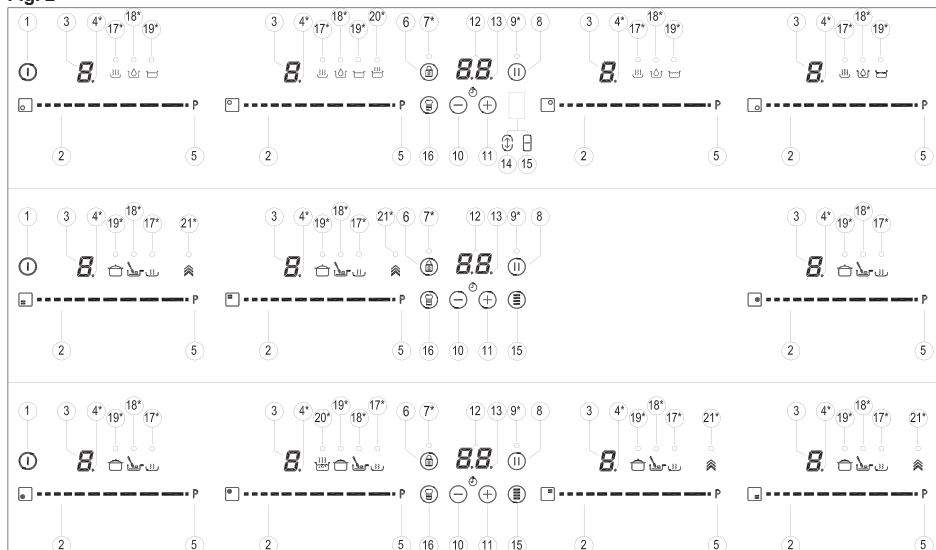 1 3 4* 18* 3 4* 18* 20* 6 7* 12 13 9* 8 3 4* 18* 3 4* 18*
17* 19* 17* 19* 17* 19* 17* 19*
8. 8. 8.8. 8. 8.
P P P P
2 5 2 5 16 10 11 14 15 2 5 2 5
1 3 4* 18* 21* 3 4* 18* 21* 6 7* 12 13 9* 8 3 4* 18*
19* 17* 19* 17* 19* 17*
8. 8. 8.8. 8.
P P P
2 5 2 5 16 10 11 15 2 5
1 3 4* 18* 3 4* 19* 17* 6 7* 12 13 9* 8 3 4* 18* 21* 3 4* 18* 21*
19* 17* 20* 18* 19* 17* 19* 17*
8. 8. 8.8. 8. 8.
P P P P
2 5 2 5 16 10 11 15 2 5 2 5